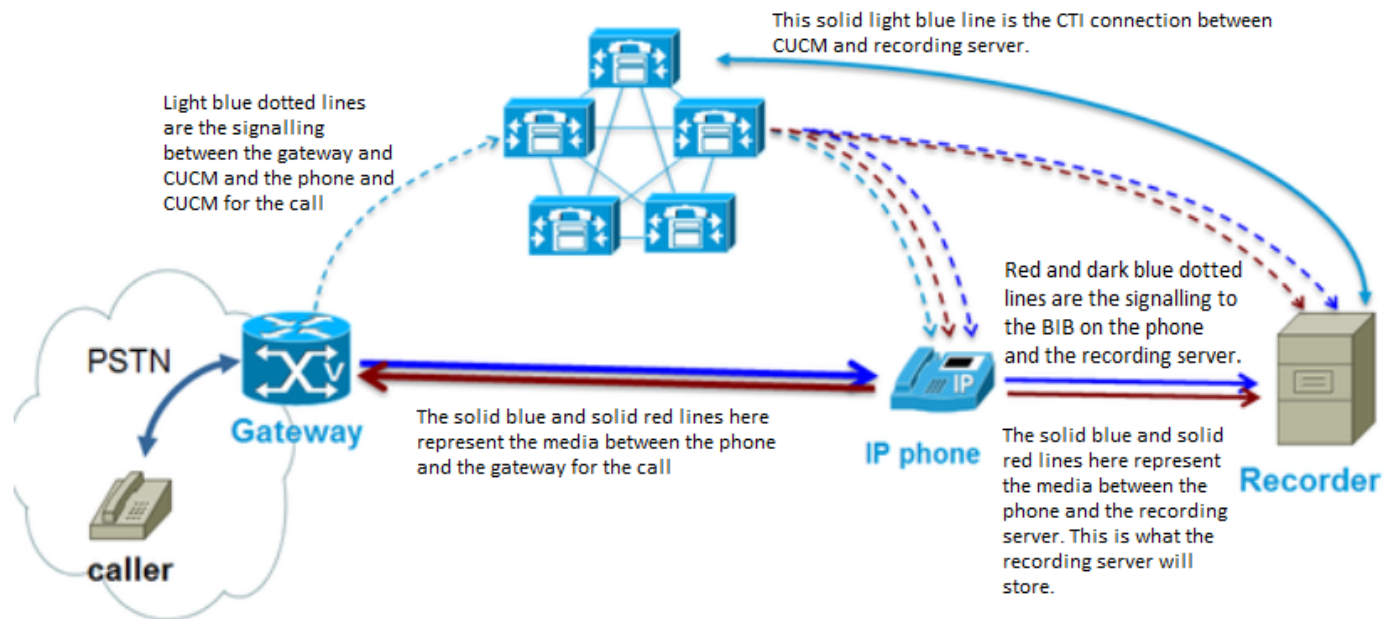 This solid light blue line is the CTI connection between
CUCM and recording server.
Light blue dotted lines
are the signalling
between the gateway and
CUCM and the phone and
CUCM for the call
Red and dark blue dotted
lines are the signalling to
the BIB on the phone
and the recording server.
PSTN
V
IP
Gateway
The solid blue and solid red lines here
represent the media between the phone
and the gateway for the call
IP phone
The solid blue and solid
red lines here represent
the media between the
phone and the recording
server. This is what the
recording server will
store.
Recorder
caller